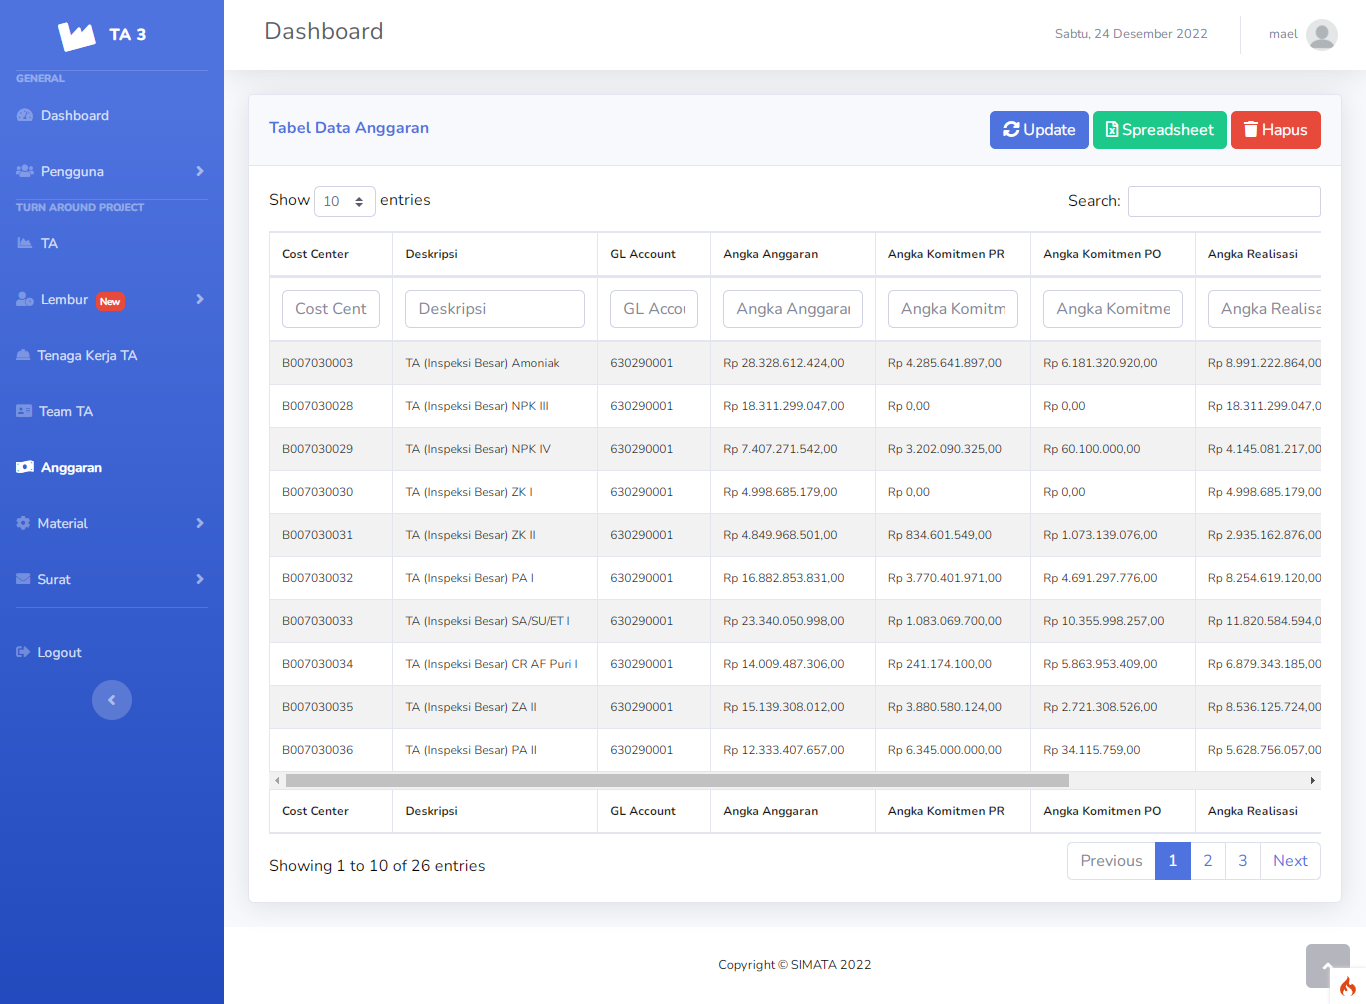 TA 3
GENERAL
Dashboard
Pengguna
TURN AROUND PROJECT
TA
Lembur New
Tenaga Kerja TA
Team TA
Anggaran
Material
Surat
Logout
Dashboard
Sabtu, 24 Desember 2022
mael
Tabel Data Anggaran
Update Spreadsheet Hapus
Show 10 entries
Search:
Cost Center Deskripsi GL Account Angka Anggaran Angka Komitmen PR Angka Komitmen PO Angka Realisasi
Cost Cent Deskripsi GL Accou Angka Anggaran Angka Komitm Angka Komitme Angka Realisa
B007030003 TA (Inspeksi Besar) Amoniak 630290001 Rp 28.328.612.424,00 Rp 4.285.641.897,00 Rp 6.181.320.920,00 Rp 8.991.222.864,00
B007030028 TA (Inspeksi Besar) NPK III 630290001 Rp 18.311.299.047,00 Rp 0,00 Rp 0,00 Rp 18.311.299.047,0
B007030029 TA (Inspeksi Besar) NPK IV 630290001 Rp 7.407.271.542,00 Rp 3.202.090.325,00 Rp 60.100.000,00 Rp 4.145.081.217,00
B007030030 TA (Inspeksi Besar) ZK I 630290001 Rp 4.998.685.179,00 Rp 0,00 Rp 0,00 Rp 4.998.685.179,00
B007030031 TA (Inspeksi Besar) ZK II 630290001 Rp 4.849.968.501,00 Rp 834.601.549,00 Rp 1.073.139.076,00 Rp 2.935.162.876,00
B007030032 TA (Inspeksi Besar) PA I 630290001 Rp 16.882.853.831,00 Rp 3.770.401.971,00 Rp 4.691.297.776,00 Rp 8.254.619.120,00
B007030033 TA (Inspeksi Besar) SA/SU/ET I 630290001 Rp 23.340.050.998,00 Rp 1.083.069.700,00 Rp 10.355.998.257,00 Rp 11.820.584.594,0
B007030034 TA (Inspeksi Besar) CR AF Puri I 630290001 Rp 14.009.487.306,00 Rp 241.174.100,00 Rp 5.863.953.409,00 Rp 6.879.343.185,00
B007030035 TA (Inspeksi Besar) ZA II 630290001 Rp 15.139.308.012,00 Rp 3.880.580.124,00 Rp 2.721.308.526,00 Rp 8.536.125.724,00
B007030036 TA (Inspeksi Besar) PA II 630290001 Rp 12.333.407.657,00 Rp 6.345.000.000,00 Rp 34.115.759,00 Rp 5.628.756.057,00
Cost Center Deskripsi GL Account Angka Anggaran Angka Komitmen PR Angka Komitmen PO Angka Realisasi
Showing 1 to 10 of 26 entries
Previous 1 2 3 Next
Copyright © SIMATA 2022